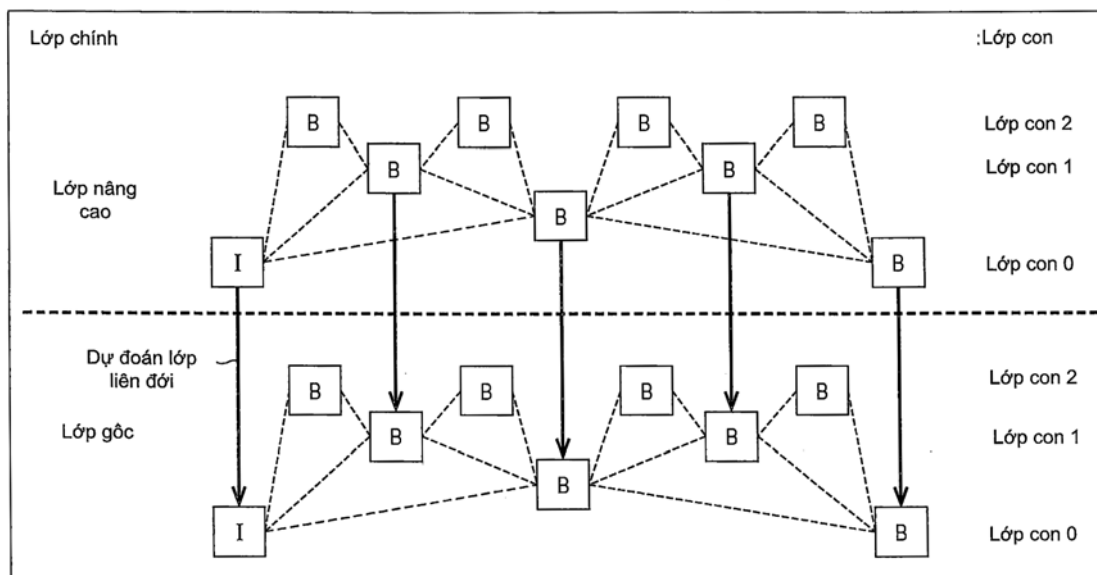 Lớp chính :Lớp con
B B B B Lớp con 2
B B Lớp con 1
Lớp nâng
cao
B
I B Lớp con 0
Dự đoán lớp
liên đới
B B B B Lớp con 2
Lớp gôc B B Lớp con 1
B
I B Lớp con 0